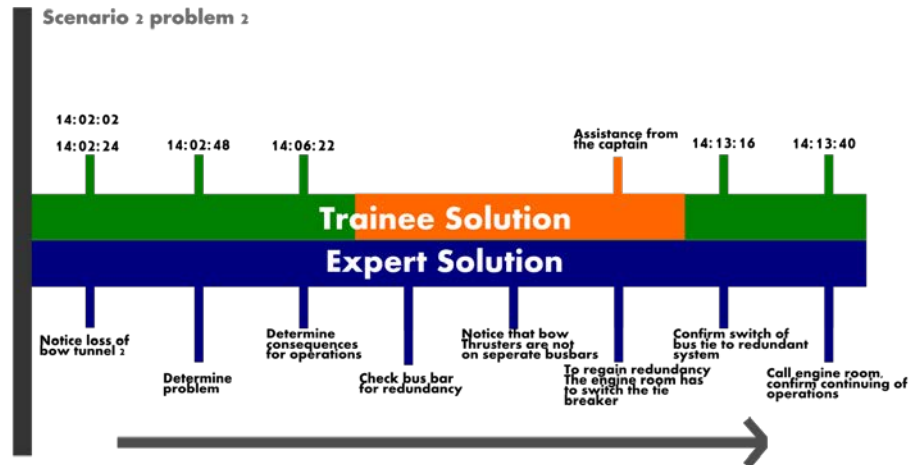 Scenario 2 problem 2
14:02:02
14:02:24
14:02:48
14:06:22
Assistance from
the captain
14:13:16
14:13:40
Trainee Solution
Expert Solution
Notice loss of
bow tunnel 2
Determine
problem
Determine
consequences
for operations
Check bus bar
for redundancy
Notice that bow
Thrusters are not
on seperate busbars
To regain redundancy
The engine room has
to switch the tie
breaker
Confirm switch of
bus tie to redundant
system
Call engine room,
confirm continuing of
operations